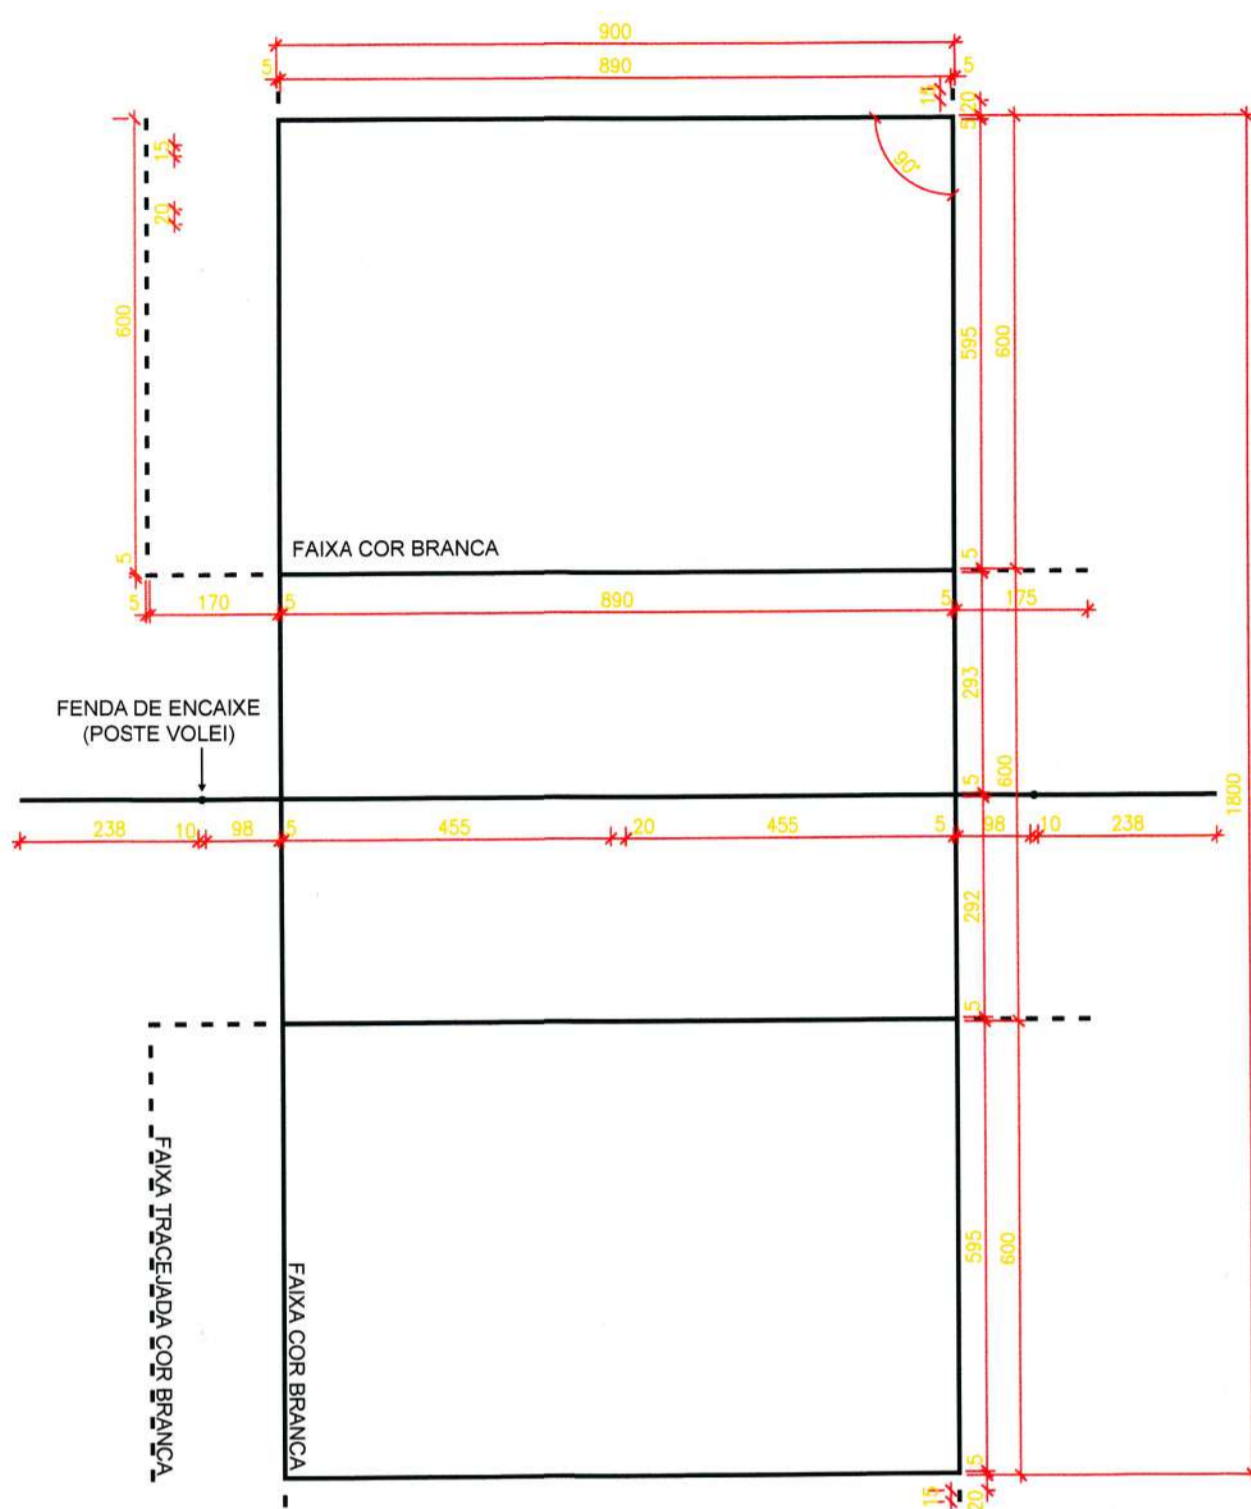 900
5 890 5
15 20
5
90°
15
20
600
595
600
FAIXA COR BRANCA
5
5
5 170 5 890 5 175
293
FENDA DE ENCAIXE
(POSTE VOLEI)
5
600
1800
238 10 98 5 455 20 455 5 98 10 238
292
5
595
600
FAIXA TRACEJADA COR BRANCA
FAIXA COR BRANCA
5
15 20